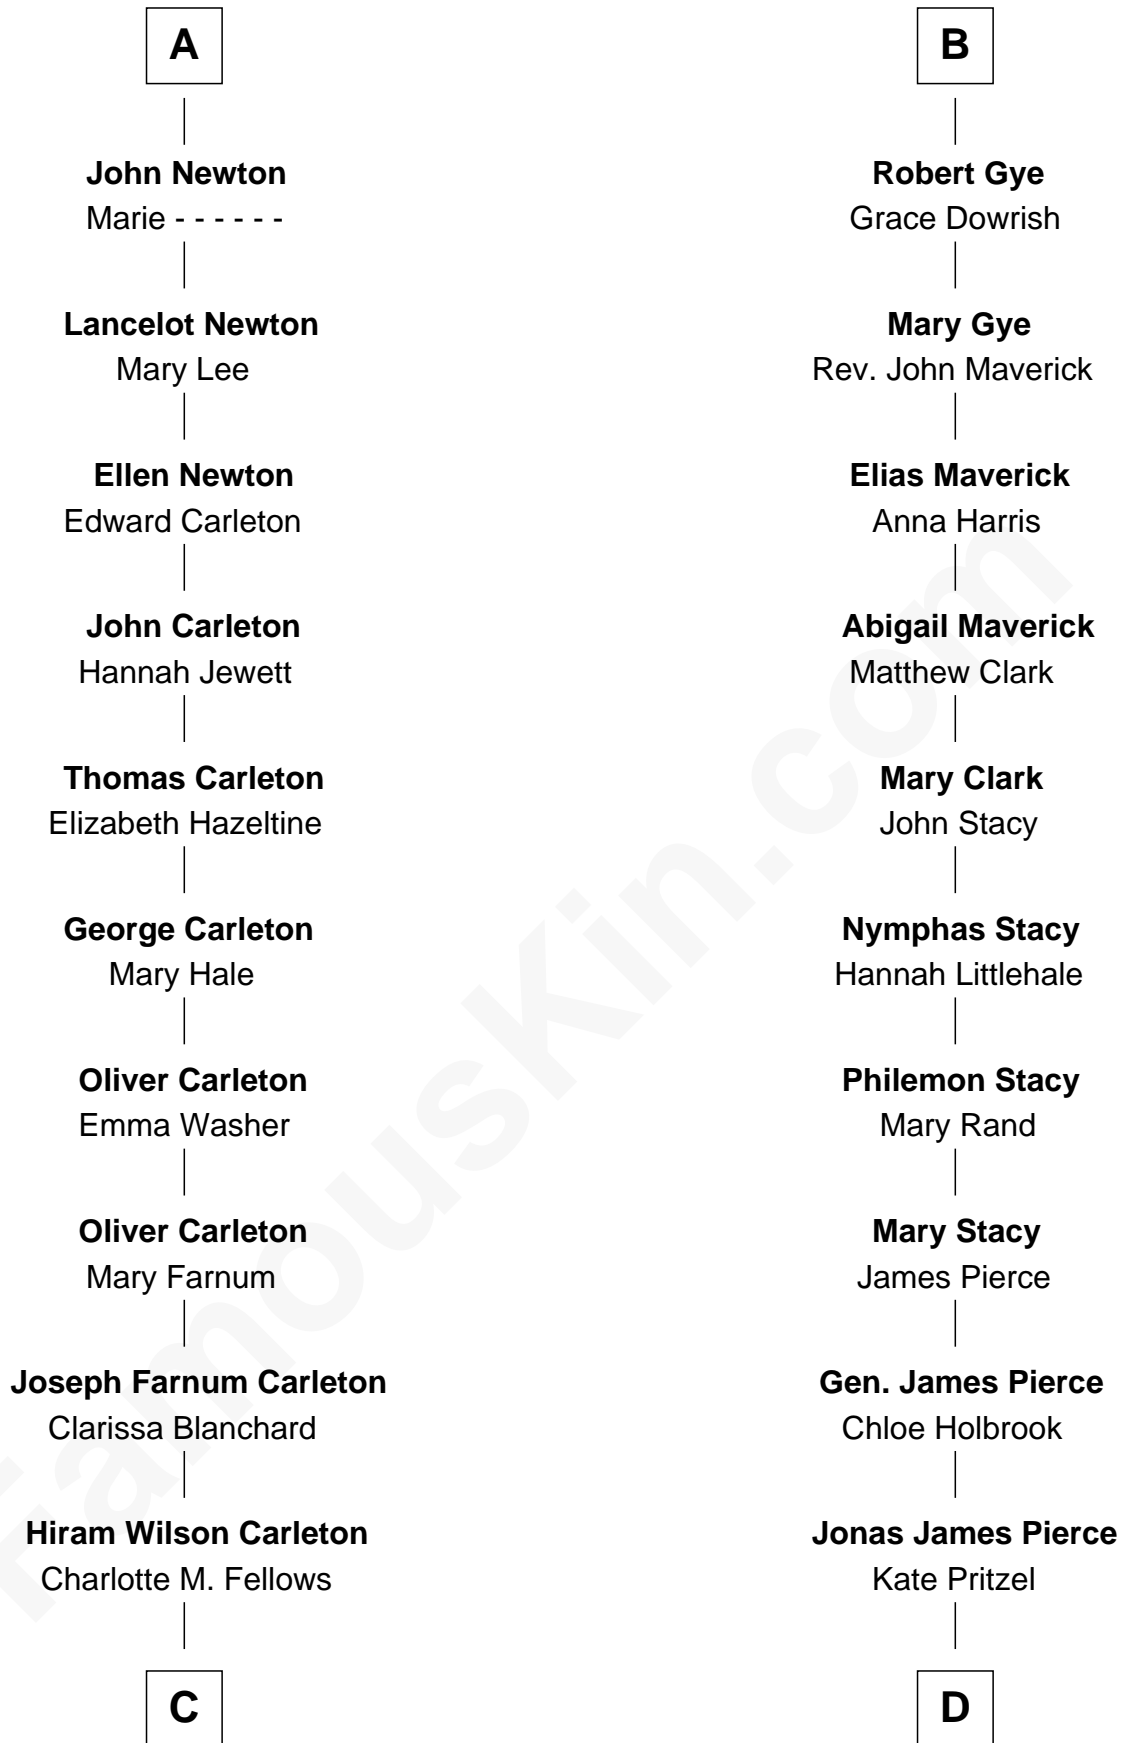 A
John Newton
Marie - - - - - -
Lancelot Newton
Mary Lee
Ellen Newton
Edward Carleton
John Carleton
Hannah Jewett
Thomas Carleton
Elizabeth Hazeltine
George Carleton
Mary Hale
Oliver Carleton
Emma Washer
Oliver Carleton
Mary Farnum
Joseph Farnum Carleton
Clarissa Blanchard
Hiram Wilson Carleton
Charlotte M. Fellows
C
B
Robert Gye
Grace Dowrish
Mary Gye
Rev. John Maverick
Elias Maverick
Anna Harris
Abigail Maverick
Matthew Clark
Mary Clark
John Stacy
Nymphas Stacy
Hannah Littlehale
Philemon Stacy
Mary Rand
Mary Stacy
James Pierce
Gen. James Pierce
Chloe Holbrook
Jonas James Pierce
Kate Pritzel
D
FamousKin.com